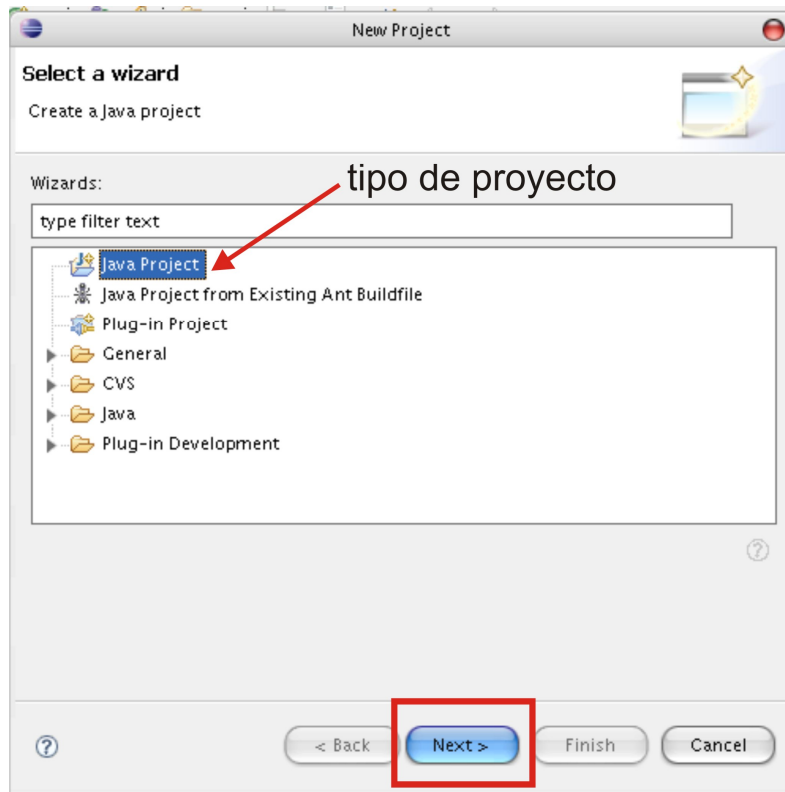 New Project
Select a wizard
Create a Java project
Wizards:
tipo de proyecto
type filter text
Java Project
Java Project from Existing Ant Buildfile
Plug-in Project
General
CVS
Java
Plug-in Development
< Back
Next >
Finish
Cancel